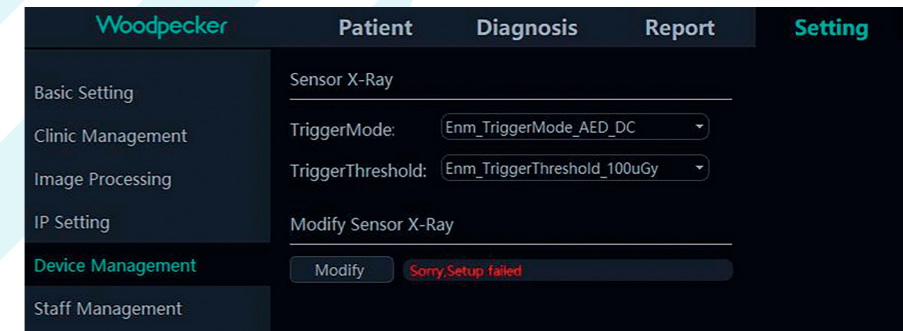 Woodpecker Patient Diagnosis Report Setting
Basic Setting
Clinic Management
Image Processing
IP Setting
Device Management
Staff Management
Sensor X-Ray
TriggerMode: Enm_TriggerMode_AED_DC
TriggerThreshold: Enm_TriggerThreshold_100uGy
Modify Sensor X-Ray
Modify Sorry,Setup failed